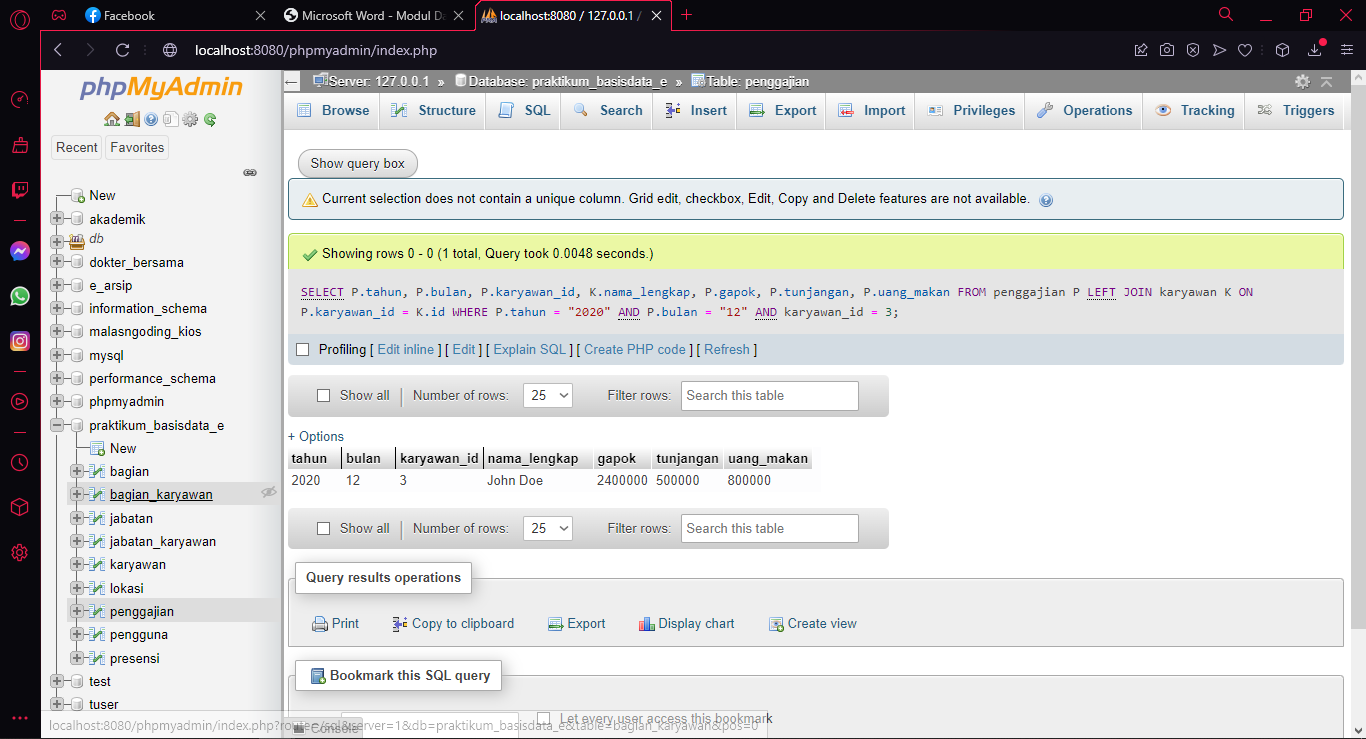 Facebook
Microsoft Word - Modul Da
localhost:8080 / 127.0.0.1 /
localhost:8080/phpmyadmin/index.php
phpMyAdmin
Recent Favorites
New
akademik
db
dokter_bersama
e_arsip
information_schema
malasngoding_kios
mysql
performance_schema
phpmyadmin
praktikum_basisdata_e
New
bagian
bagian_karyawan
jabatan
jabatan_karyawan
karyawan
lokasi
penggajian
pengguna
presensi
test
tuser
localhost:8080/phpmyadmin/index.php?route=/sql&server=1&db=praktikum_basisdata_e&table=bagian_karyawan&pos=0
Server: 127.0.0.1 » Database: praktikum_basisdata_e » Table: penggajian
Browse Structure SQL Search Insert Export Import Privileges Operations Tracking Triggers
Show query box
Current selection does not contain a unique column. Grid edit, checkbox, Edit, Copy and Delete features are not available.
Showing rows 0 - 0 (1 total, Query took 0.0048 seconds.)
SELECT P.tahun, P.bulan, P.karyawan_id, K.nama_lengkap, P.gapok, P.tunjangan, P.uang_makan FROM penggajian P LEFT JOIN karyawan K ON
P.karyawan_id = K.id WHERE P.tahun = "2020" AND P.bulan = "12" AND karyawan_id = 3;
Profiling [ Edit inline ] [ Edit ] [ Explain SQL ] [ Create PHP code ] [ Refresh ]
Show all Number of rows: 25 Filter rows: Search this table
+ Options
tahun bulan karyawan_id nama_lengkap gapok tunjangan uang_makan
2020 12 3 John Doe 2400000 500000 800000
Show all Number of rows: 25 Filter rows: Search this table
Query results operations
Print Copy to clipboard Export Display chart Create view
Bookmark this SQL query
Let every user access this bookmark
Console